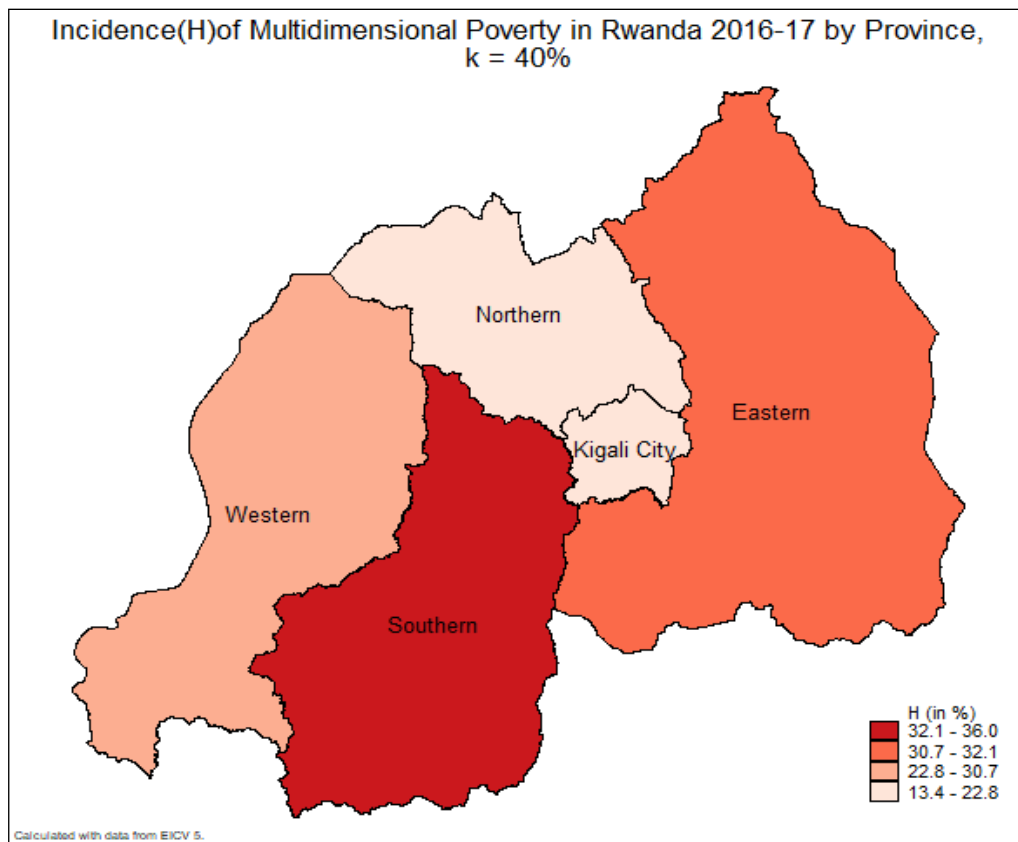 Incidence(H)of Multidimensional Poverty in Rwanda 2016-17 by Province,
k = 40%
Northern
Eastern
Kigali City
Western
Southern
H (in %)
32.1 - 36.0
30.7 - 32.1
22.8 - 30.7
13.4 - 22.8
Calculated with data from EICV 5.